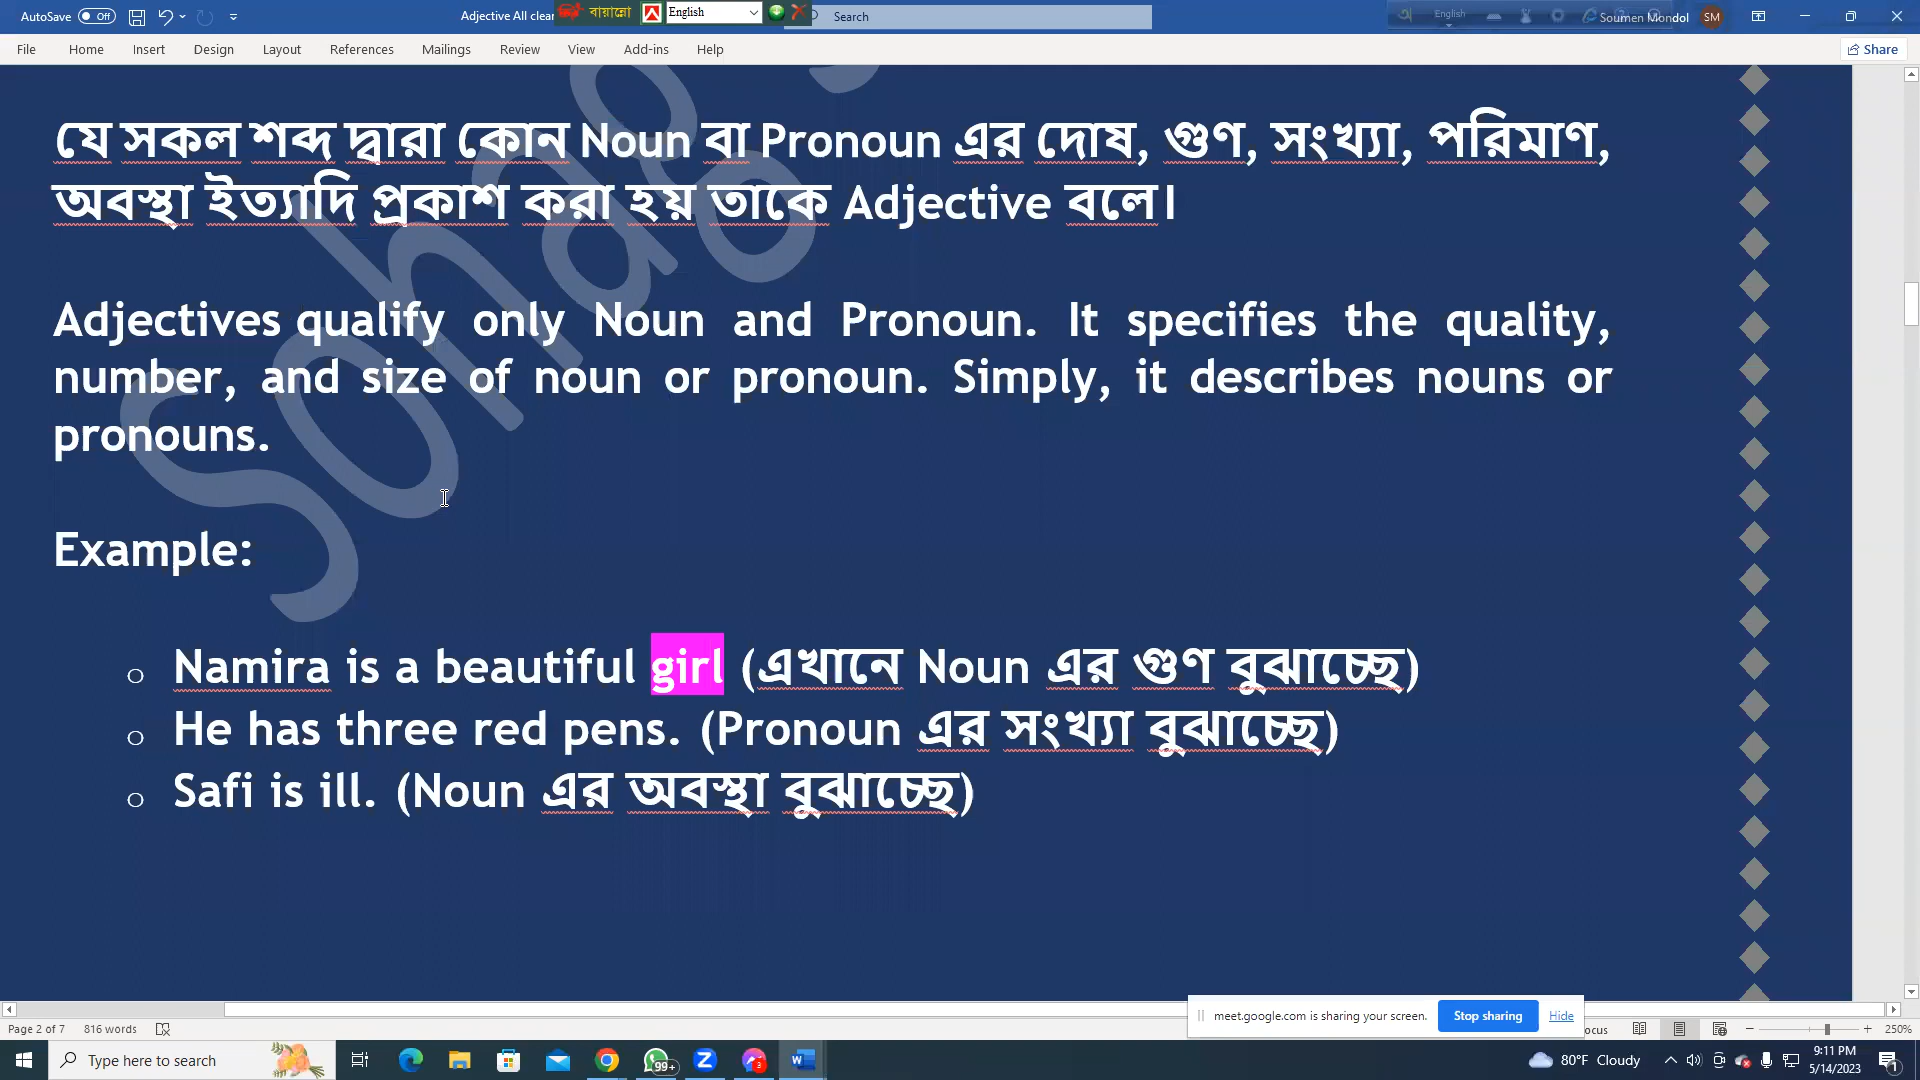 AutoSave Off Adjective All clear বায়ান্নো English Search English Soumen Mondol SM
File Home Insert Design Layout References Mailings Review View Add-ins Help Share
যে সকল শব্দ দ্বারা কোন Noun বা Pronoun এর দোষ, গুণ, সংখ্যা, পরিমাণ,
অবস্থা ইত্যাদি প্রকাশ করা হয় তাকে Adjective বলে।
Adjectives qualify only Noun and Pronoun. It specifies the quality,
number, and size of noun or pronoun. Simply, it describes nouns or
pronouns.
Example:
o Namira is a beautiful girl (এখানে Noun এর গুণ বুঝাচ্ছে)
o He has three red pens. (Pronoun এর সংখ্যা বুঝাচ্ছে)
o Safi is ill. (Noun এর অবস্থা বুঝাচ্ছে)
meet.google.com is sharing your screen. Stop sharing Hide
Page 2 of 7 816 words ocus 250%
Type here to search 99+ 3 80°F Cloudy 9:11 PM
5/14/2023 1